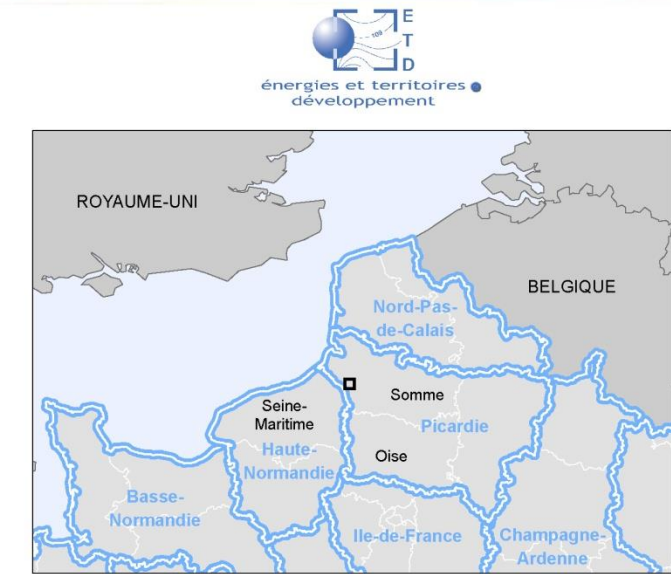 E
T
D
108
énergies et territoires
développement
ROYAUME-UNI
BELGIQUE
Nord-Pas-
de-Calais
Somme
Seine-
Maritime
Picardie
Haute-
Normandie
Oise
Basse-
Normandie
Ile-de-France
Champagne-
Ardenne